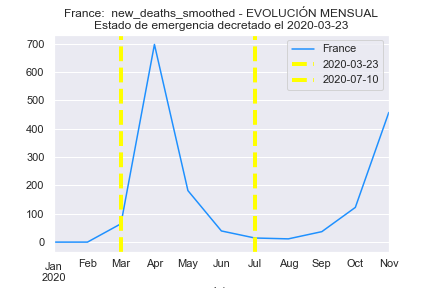 France:  new_deaths_smoothed - EVOLUCIÓN MENSUAL
Estado de emergencia decretado el 2020-03-23
France
2020-03-23
2020-07-10
700
600
500
400
300
200
100
0
Jan Feb Mar Apr May Jun Jul Aug Sep Oct Nov
2020